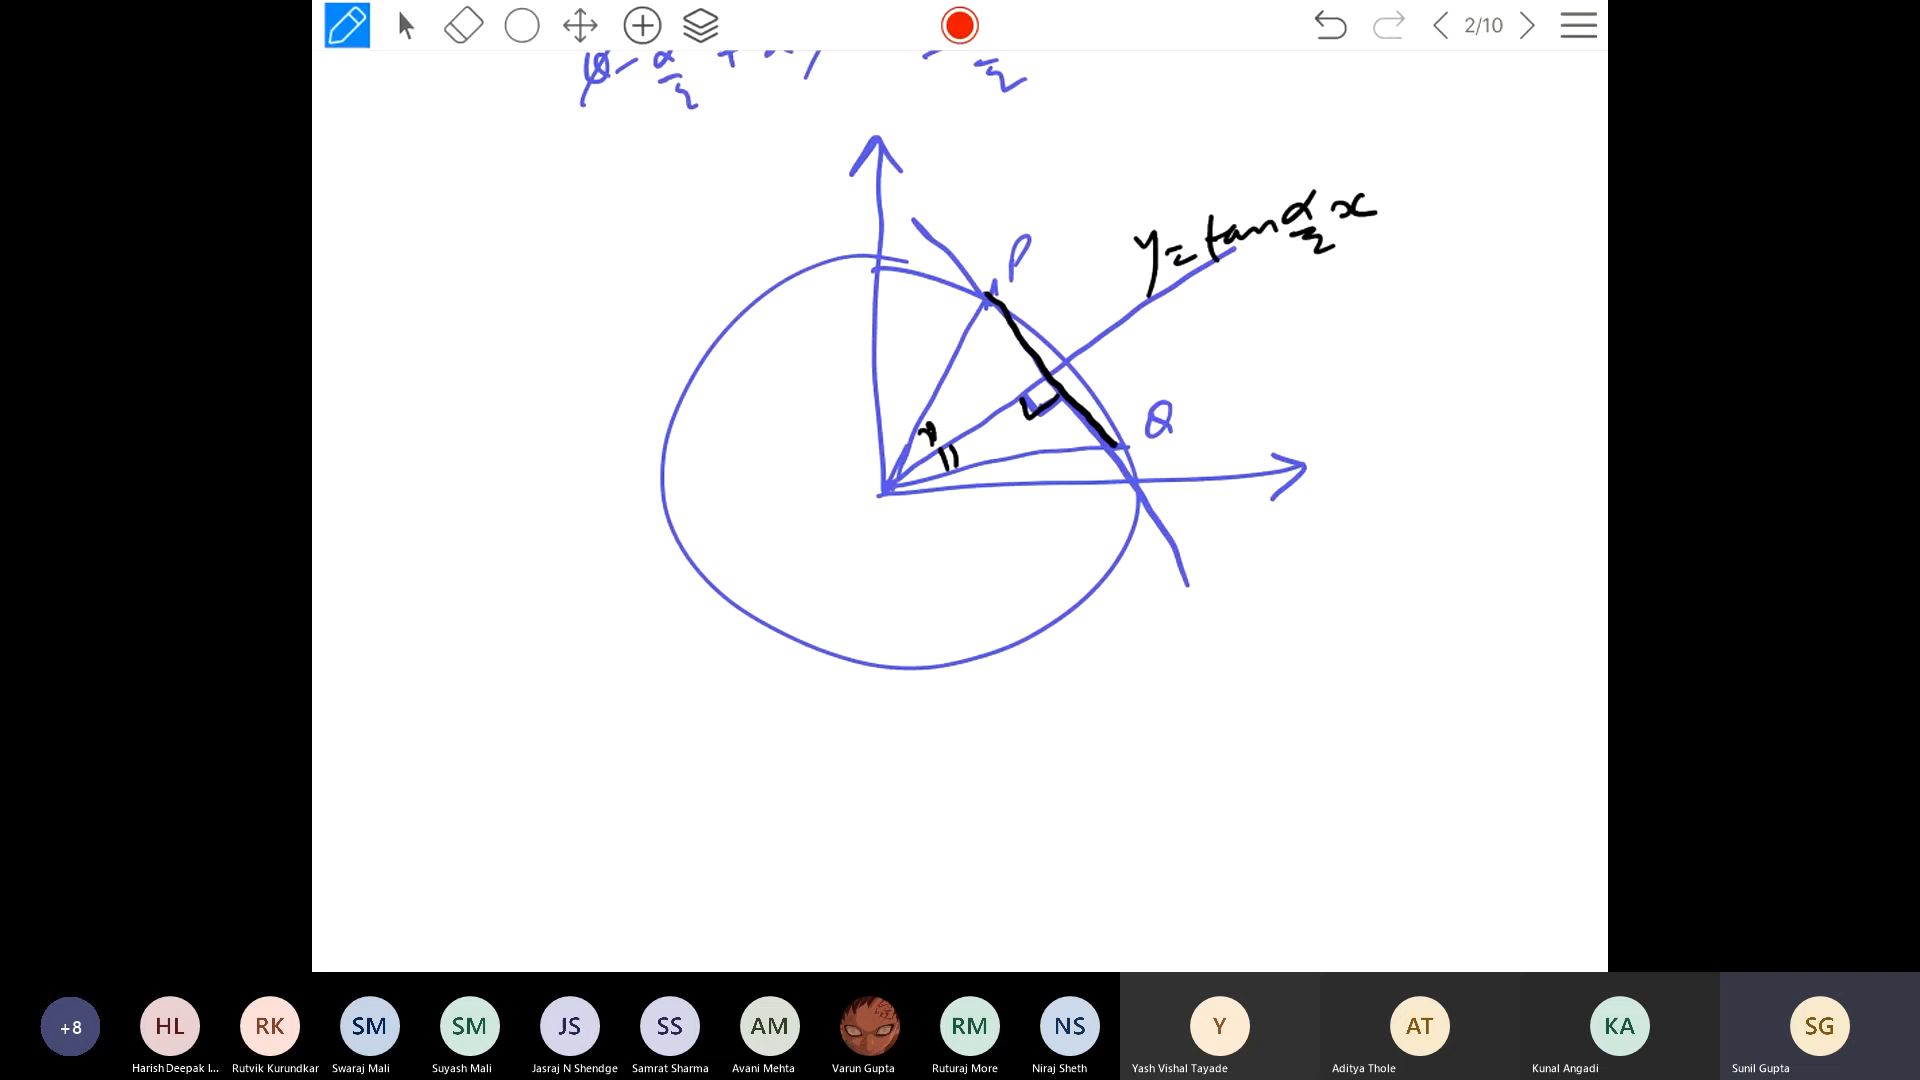 2/10
P
y = tan α/2 x
Q
+8
HL
RK
SM
SM
JS
SS
AM
RM
NS
Y
AT
KA
SG
Harish Deepak I...
Rutvik Kurundkar
Swaraj Mali
Suyash Mali
Jasraj N Shendge
Samrat Sharma
Avani Mehta
Varun Gupta
Ruturaj More
Niraj Sheth
Yash Vishal Tayade
Aditya Thole
Kunal Angadi
Sunil Gupta